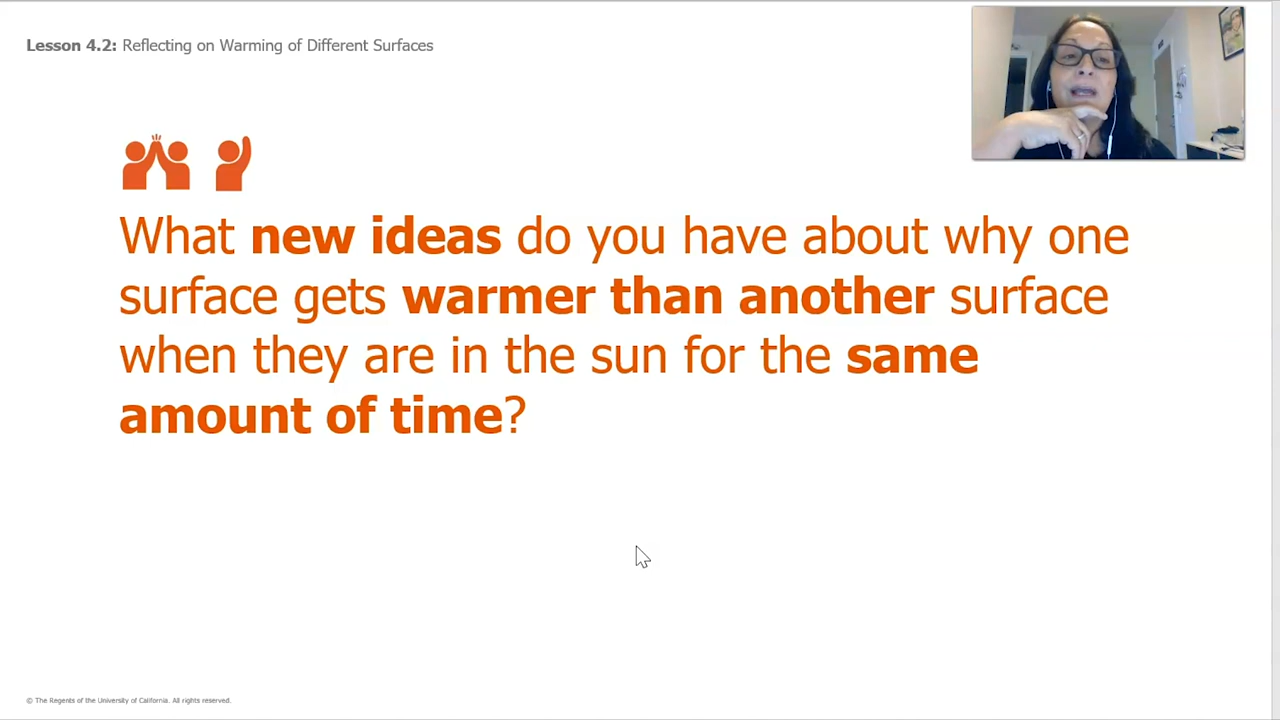 Lesson 4.2: Reflecting on Warming of Different Surfaces
What new ideas do you have about why one
surface gets warmer than another surface
when they are in the sun for the same
amount of time?
© The Regents of the University of California. All rights reserved.